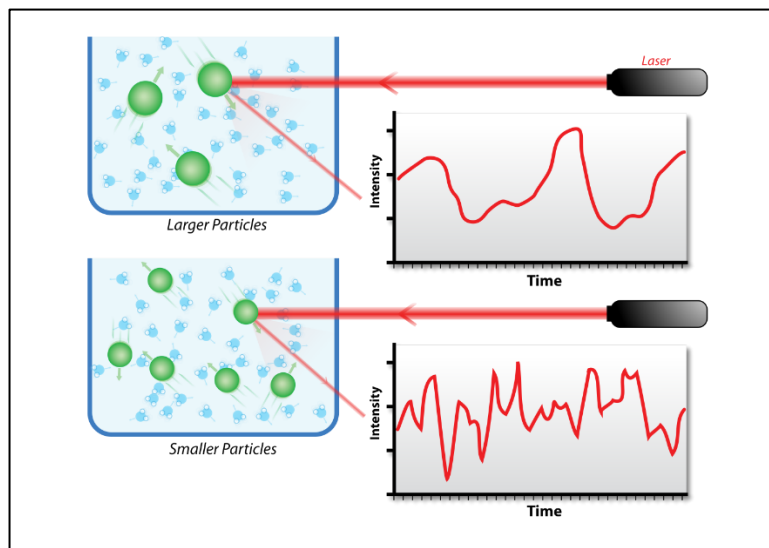 Laser
Intensity
Time
Larger Particles
Intensity
Time
Smaller Particles